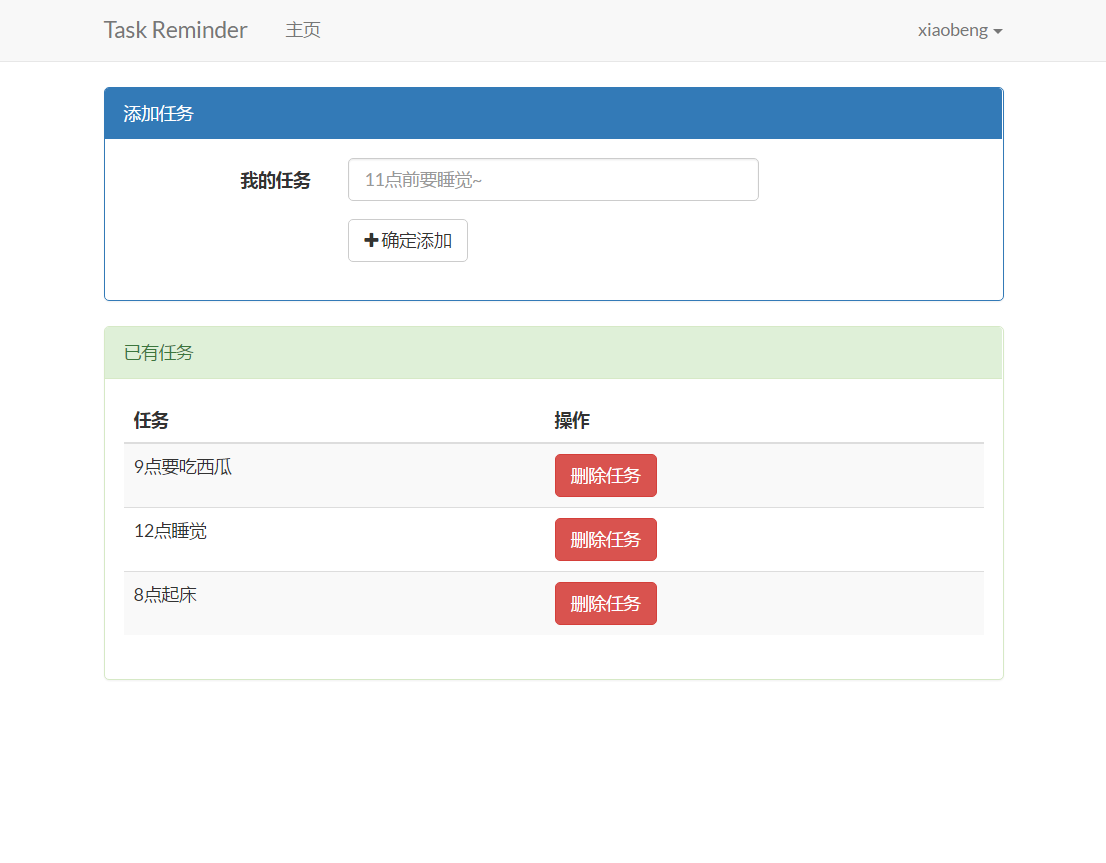 Task Reminder 主页 xiaobeng
添加任务
我的任务 11点前要睡觉~
确定添加
已有任务
任务 操作
9点要吃西瓜 删除任务
12点睡觉 删除任务
8点起床 删除任务